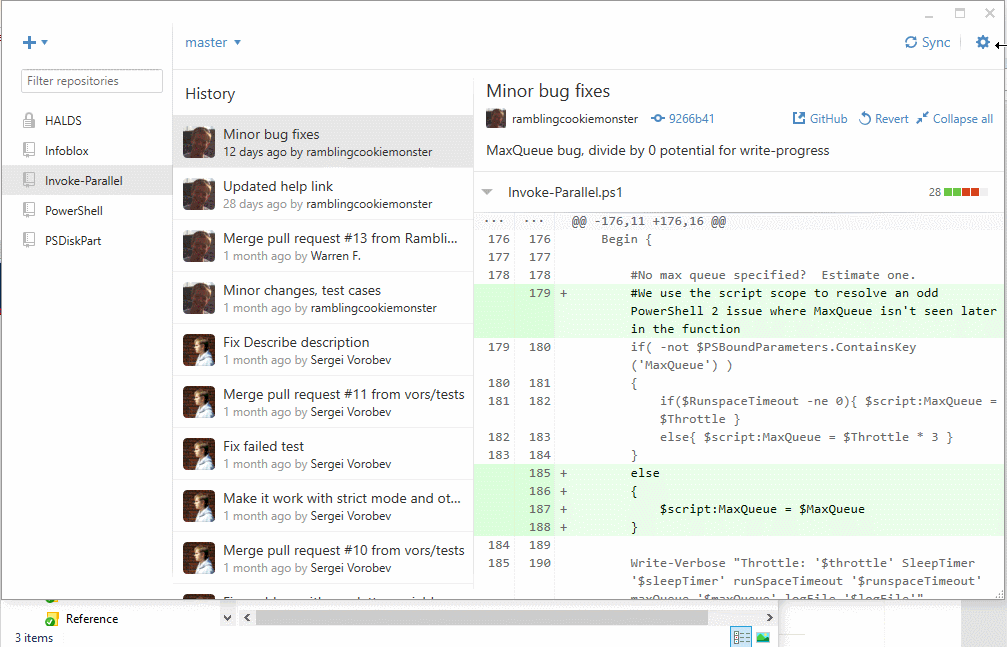 master
Sync
Filter repositories
HALDS
Infoblox
Invoke-Parallel
PowerShell
PSDiskPart
History
Minor bug fixes
12 days ago by ramblingcookiemonster
Updated help link
28 days ago by ramblingcookiemonster
Merge pull request #13 from Rambli...
1 month ago by Warren F.
Minor changes, test cases
1 month ago by ramblingcookiemonster
Fix Describe description
1 month ago by Sergei Vorobev
Merge pull request #11 from vors/tests
1 month ago by Sergei Vorobev
Fix failed test
1 month ago by Sergei Vorobev
Make it work with strict mode and ot...
1 month ago by Sergei Vorobev
Merge pull request #10 from vors/tests
1 month ago by Sergei Vorobev
Minor bug fixes
ramblingcookiemonster 9266b41 GitHub Revert Collapse all
MaxQueue bug, divide by 0 potential for write-progress
Invoke-Parallel.ps1 28
... ... @@ -176,11 +176,16 @@
176 176 Begin {
177 177
178 178 #No max queue specified?  Estimate one.
179 + #We use the script scope to resolve an odd
PowerShell 2 issue where MaxQueue isn't seen later
in the function
179 180 if( -not $PSBoundParameters.ContainsKey
('MaxQueue') )
180 181 {
181 182 if($RunspaceTimeout -ne 0){ $script:MaxQueue =
$Throttle }
182 183 else{ $script:MaxQueue = $Throttle * 3 }
183 184 }
185 + else
186 + {
187 + $script:MaxQueue = $MaxQueue
188 + }
184 189
185 190 Write-Verbose "Throttle: '$throttle' SleepTimer
'$sleepTimer' runSpaceTimeout '$runspaceTimeout'
maxQueue '$maxQueue' logFile '$logFile'"
Reference
3 items